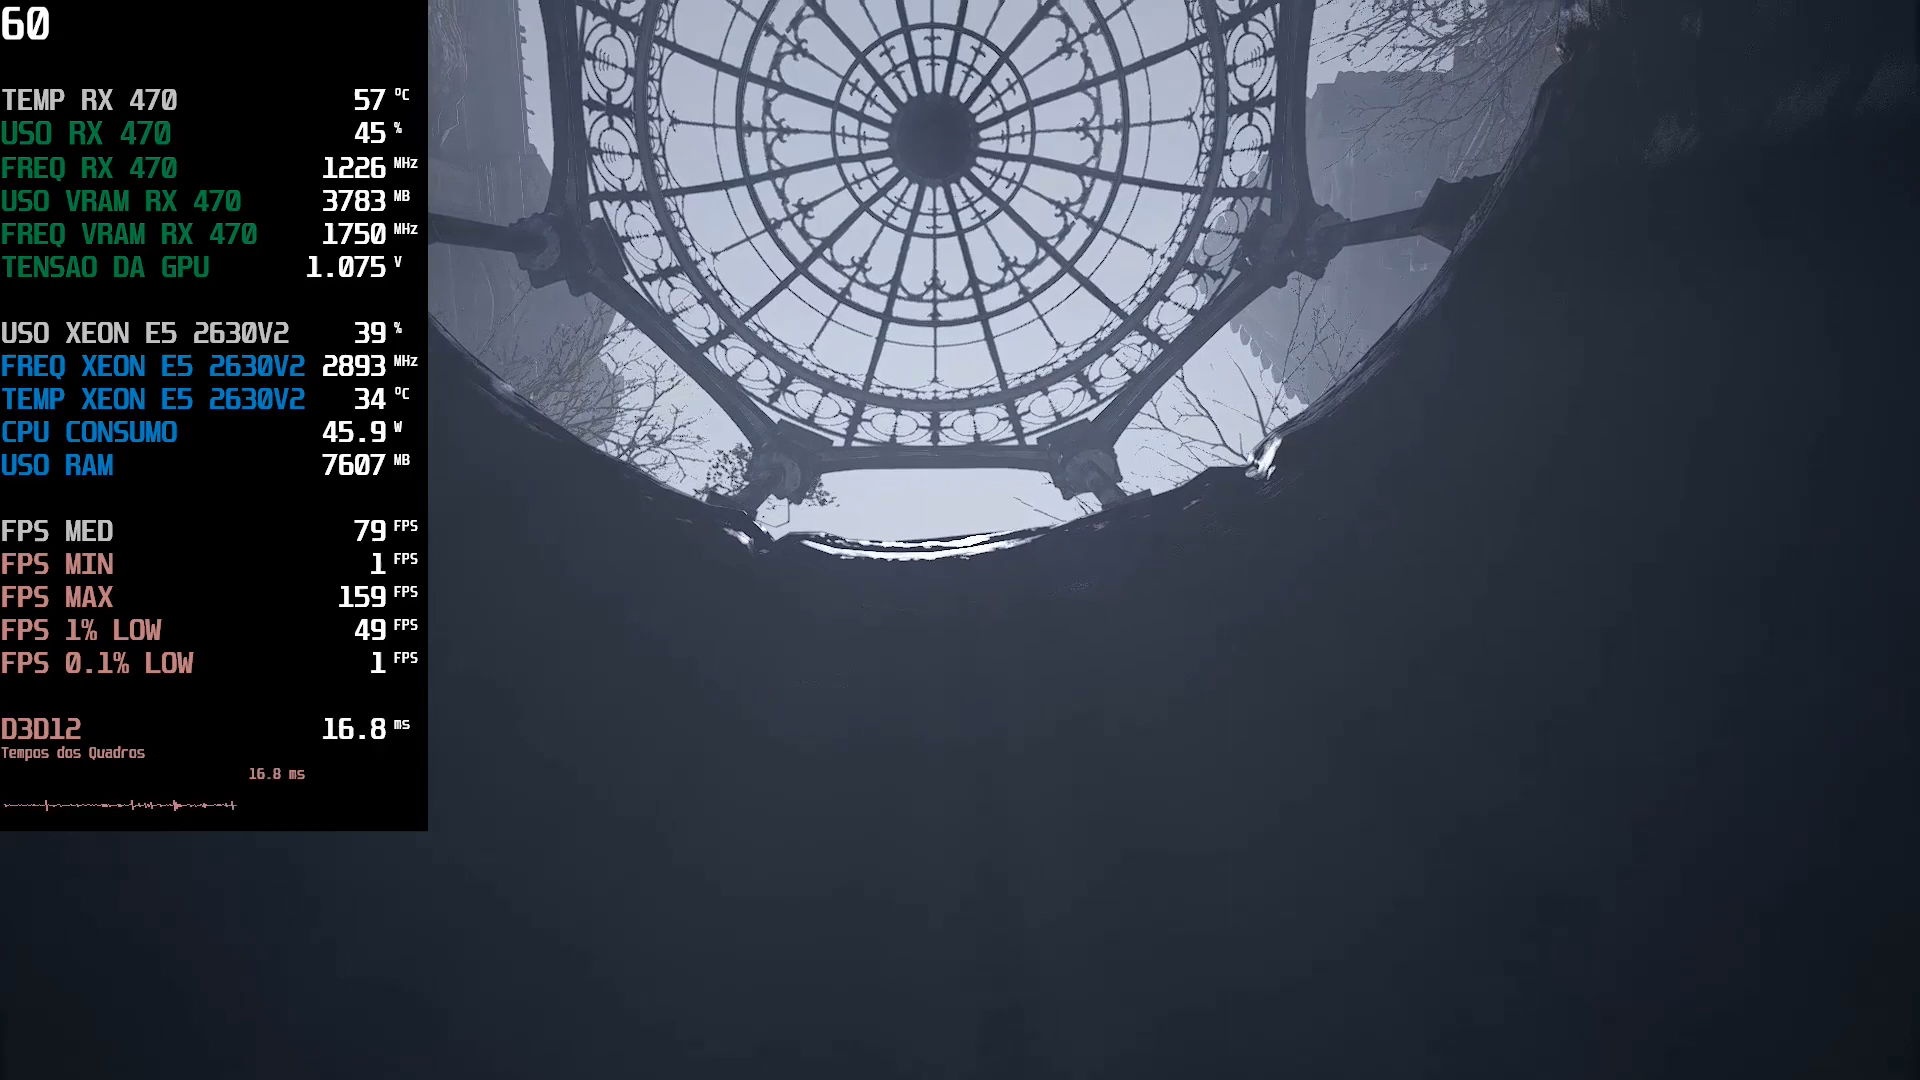 60
TEMP RX 470 57 ºC
USO RX 470 45 %
FREQ RX 470 1226 MHz
USO VRAM RX 470 3783 MB
FREQ VRAM RX 470 1750 MHz
TENSAO DA GPU 1.075 V
USO XEON E5 2630V2 39 %
FREQ XEON E5 2630V2 2893 MHz
TEMP XEON E5 2630V2 34 ºC
CPU CONSUMO 45.9 W
USO RAM 7607 MB
FPS MED 79 FPS
FPS MIN 1 FPS
FPS MAX 159 FPS
FPS 1% LOW 49 FPS
FPS 0.1% LOW 1 FPS
D3D12 16.8 ms
Tempos dos Quadros
16.8 ms